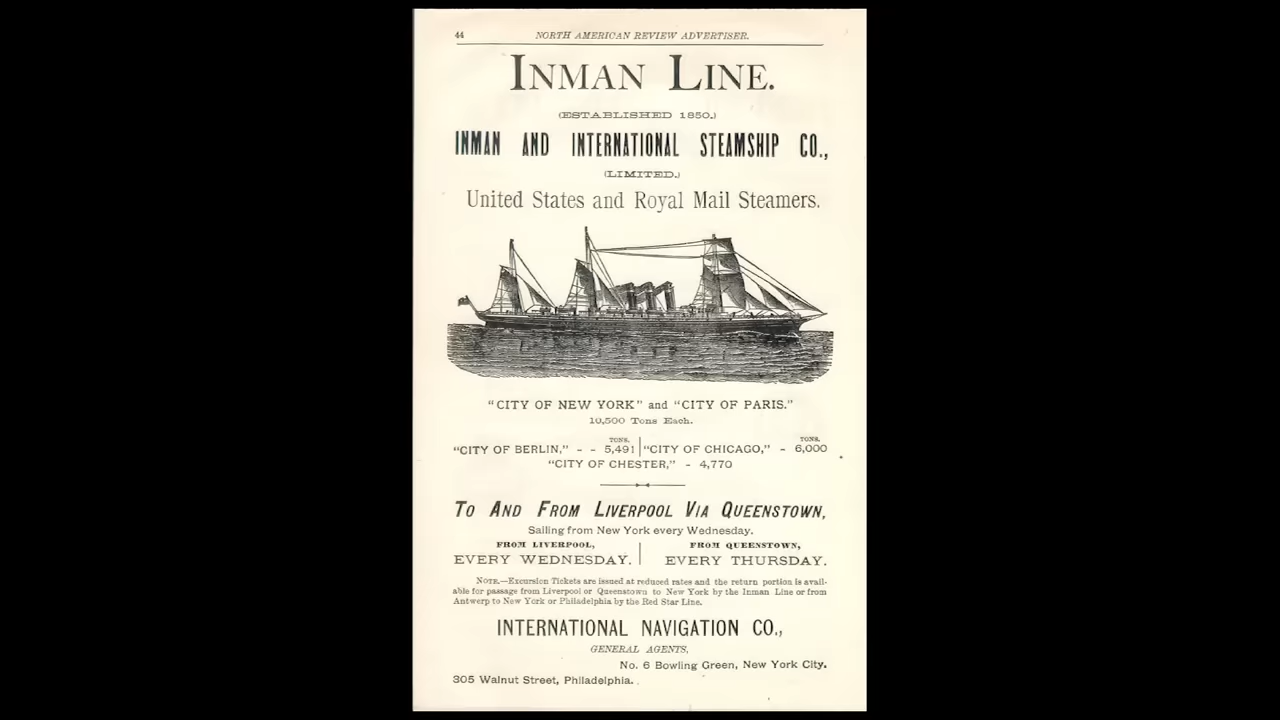 44
NORTH AMERICAN REVIEW ADVERTISER.
INMAN LINE.
(ESTABLISHED 1850.)
INMAN AND INTERNATIONAL STEAMSHIP CO.,
(LIMITED.)
United States and Royal Mail Steamers.
"CITY OF NEW YORK" and "CITY OF PARIS."
10,500 Tons Each.
TONS. TONS.
"CITY OF BERLIN," - - 5,491 "CITY OF CHICAGO," - 6,000
"CITY OF CHESTER," - 4,770
TO AND FROM LIVERPOOL VIA QUEENSTOWN,
Sailing from New York every Wednesday.
FROM LIVERPOOL, FROM QUEENSTOWN,
EVERY WEDNESDAY. EVERY THURSDAY.
NOTE.—Excursion Tickets are issued at reduced rates and the return portion is avail-
able for passage from Liverpool or Queenstown to New York by the Inman Line or from
Antwerp to New York or Philadelphia by the Red Star Line.
INTERNATIONAL NAVIGATION CO.,
GENERAL AGENTS,
No. 6 Bowling Green, New York City.
305 Walnut Street, Philadelphia.